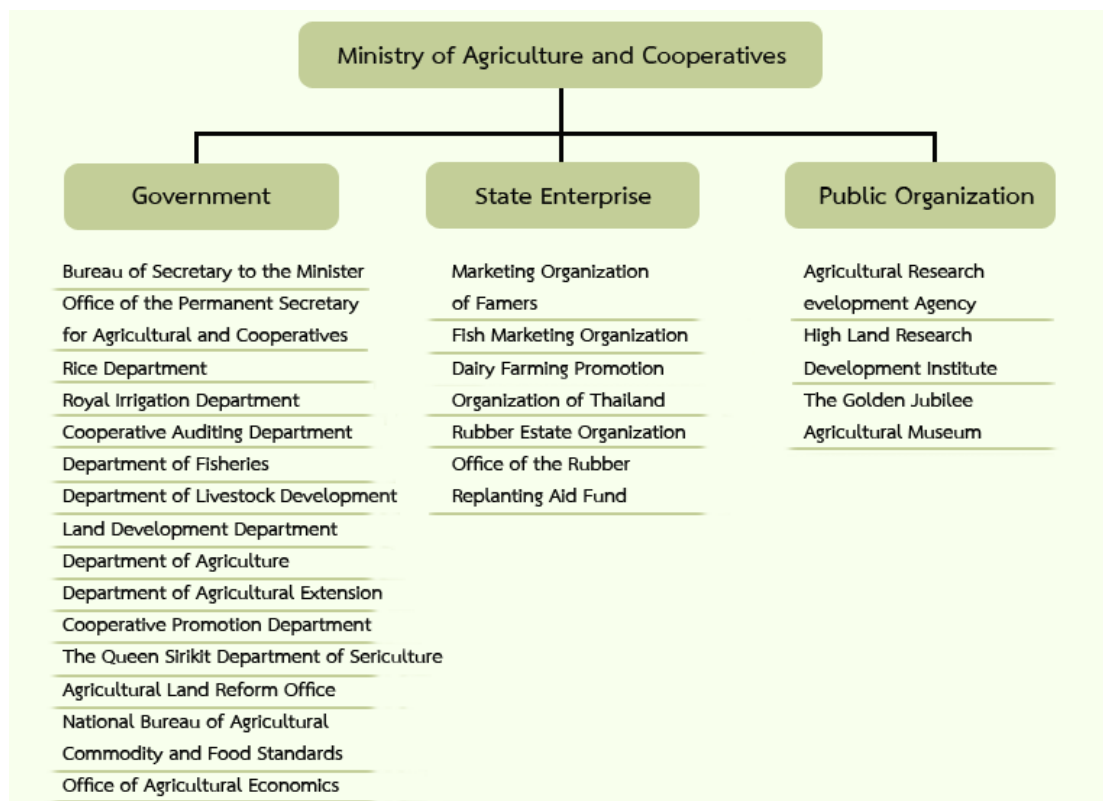 Ministry of Agriculture and Cooperatives
Government
Bureau of Secretary to the Minister
Office of the Permanent Secretary
for Agricultural and Cooperatives
Rice Department
Royal Irrigation Department
Cooperative Auditing Department
Department of Fisheries
Department of Livestock Development
Land Development Department
Department of Agriculture
Department of Agricultural Extension
Cooperative Promotion Department
The Queen Sirikit Department of Sericulture
Agricultural Land Reform Office
National Bureau of Agricultural
Commodity and Food Standards
Office of Agricultural Economics
State Enterprise
Marketing Organization
of Famers
Fish Marketing Organization
Dairy Farming Promotion
Organization of Thailand
Rubber Estate Organization
Office of the Rubber
Replanting Aid Fund
Public Organization
Agricultural Research
evelopment Agency
High Land Research
Development Institute
The Golden Jubilee
Agricultural Museum